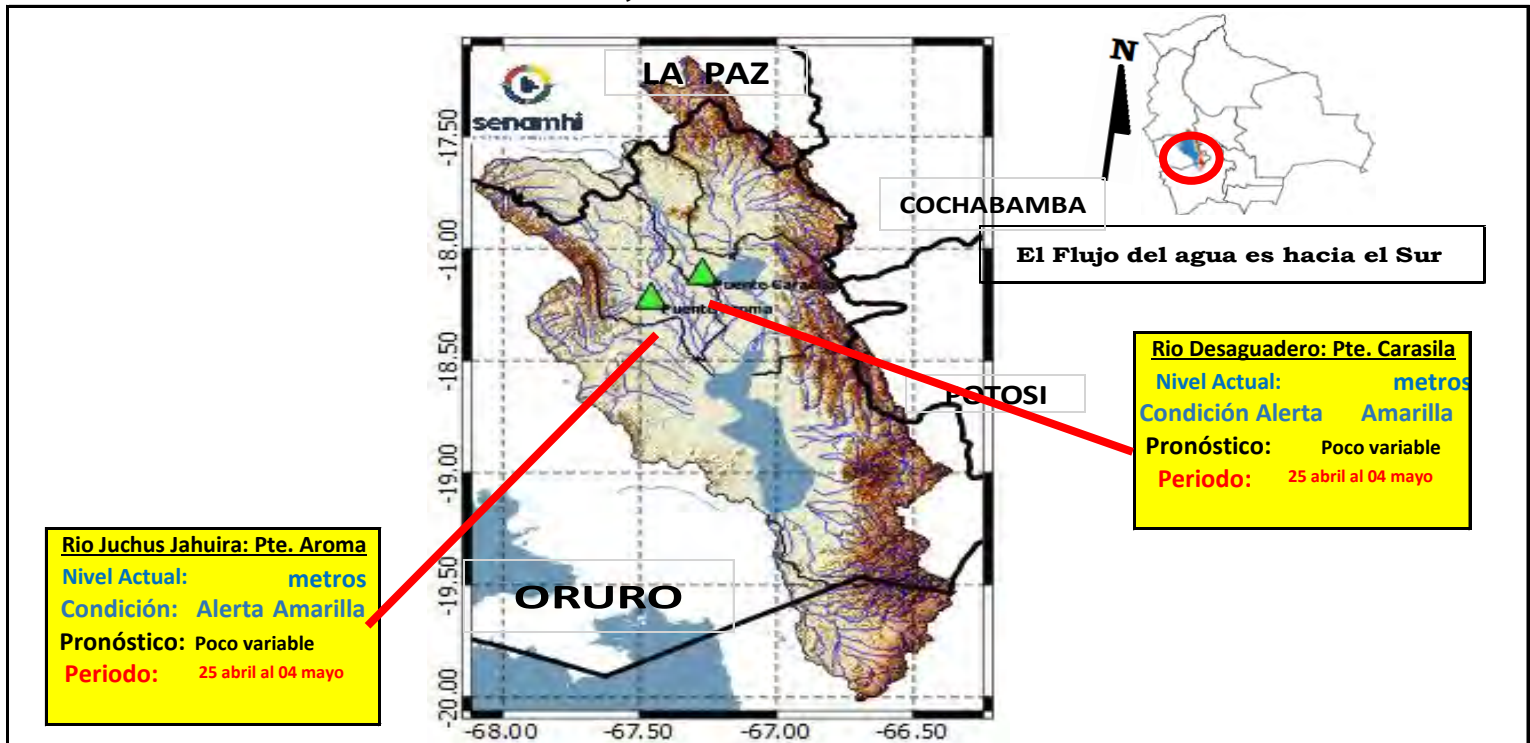 LA PAZ
senamhi
N
COCHABAMBA
El Flujo del agua es hacia el Sur
POTOSI
ORURO
Puente
Puente
Rio Desaguadero: Pte. Carasila
Nivel Actual: metros
Condición Alerta Amarilla
Pronóstico: Poco variable
Periodo: 25 abril al 04 mayo
Rio Juchus Jahuira: Pte. Aroma
Nivel Actual: metros
Condición: Alerta Amarilla
Pronóstico: Poco variable
Periodo: 25 abril al 04 mayo
-17.50
-18.00
-18.50
-19.00
-19.50
-20.00
-68.00 -67.50 -67.00 -66.50